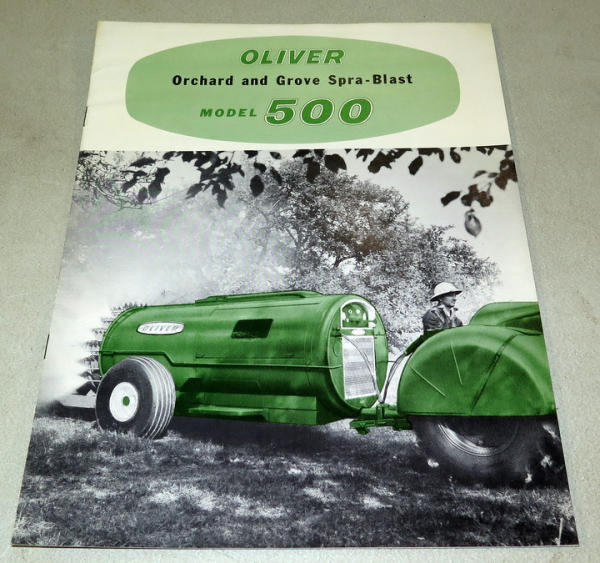 OLIVER
Orchard and Grove Spra-Blast
MODEL 500
OLIVER